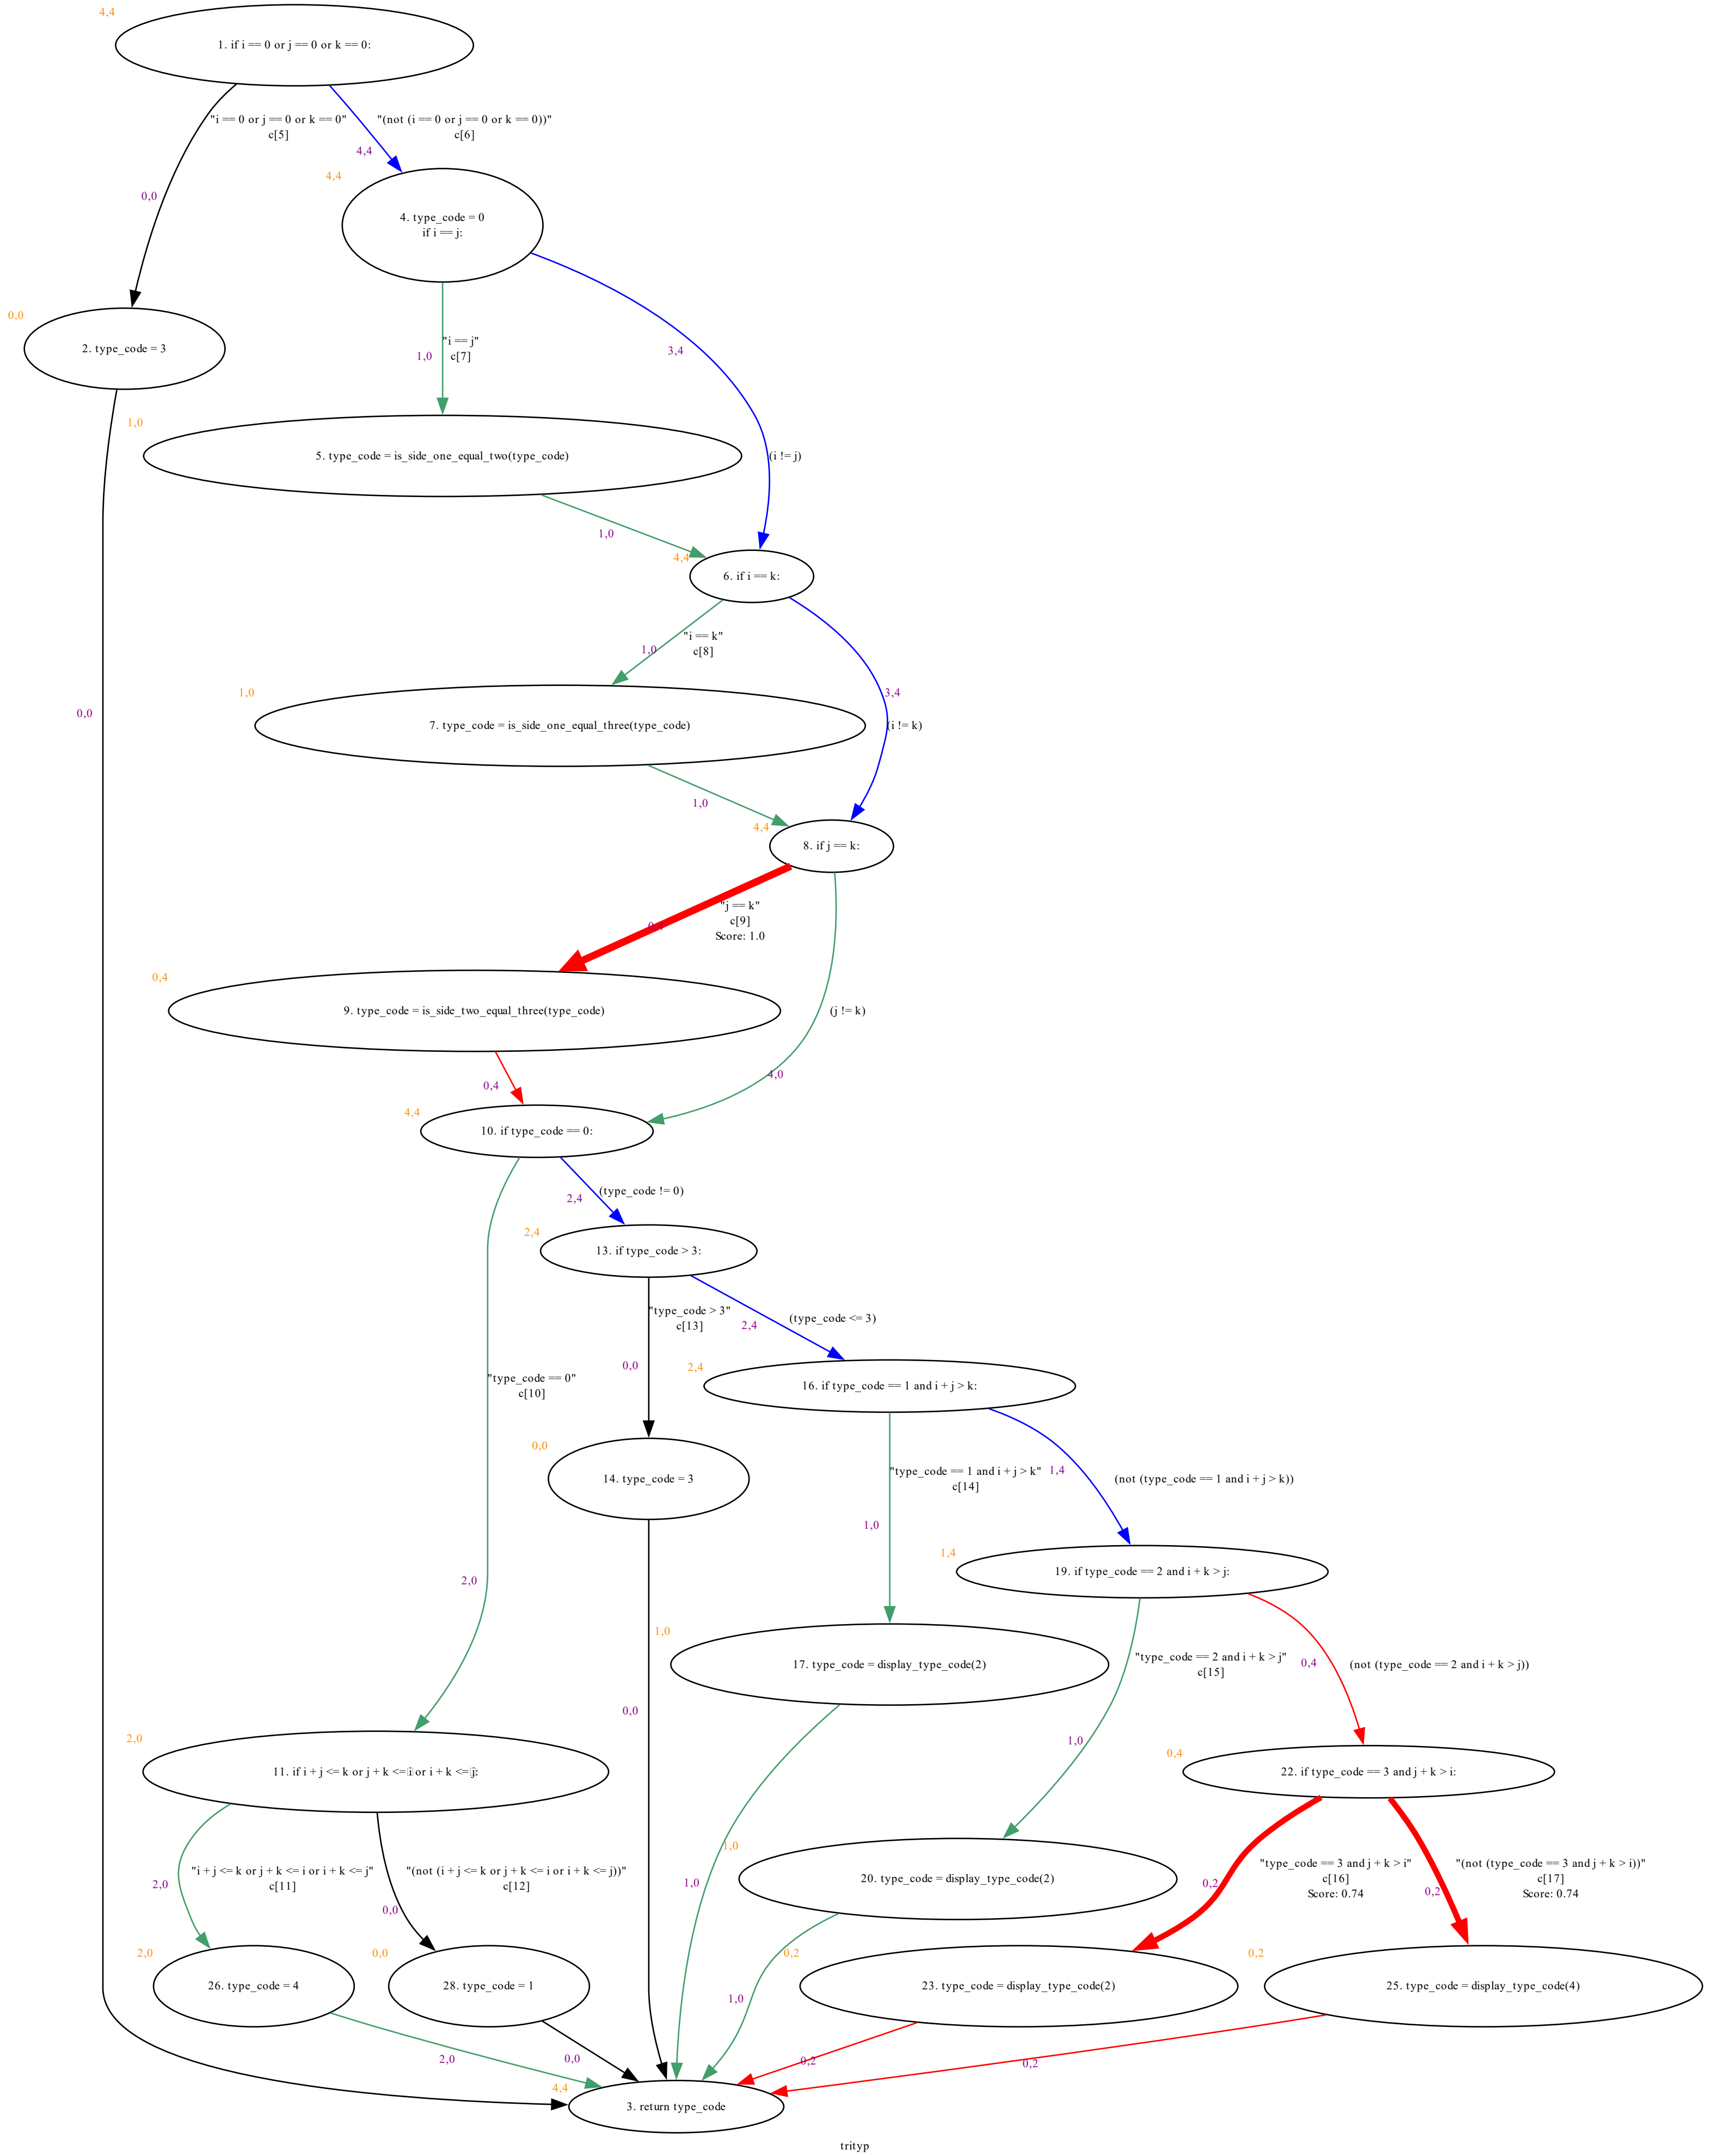 4,4
1. if i == 0 or j == 0 or k == 0:
"i == 0 or j == 0 or k == 0"
c[5]
"(not (i == 0 or j == 0 or k == 0))"
c[6]
4,4
4,4
0,0
4. type_code = 0
if i == j:
0,0
2. type_code = 3
"i == j"
c[7]
1,0
3,4
1,0
5. type_code = is_side_one_equal_two(type_code)
(i != j)
1,0
4,4
6. if i == k:
"i == k"
c[8]
1,0
1,0
3,4
0,0
7. type_code = is_side_one_equal_three(type_code)
(i != k)
1,0
4,4
8. if j == k:
"j == k"
c[9]
Score: 1.0
0,4
9. type_code = is_side_two_equal_three(type_code)
(j != k)
0,4
4,0
4,4
10. if type_code == 0:
2,4
(type_code != 0)
2,4
13. if type_code > 3:
"type_code > 3"
c[13]
2,4
(type_code <= 3)
0,0
2,4
16. if type_code == 1 and i + j > k:
"type_code == 0"
c[10]
0,0
14. type_code = 3
"type_code == 1 and i + j > k"
c[14]
1,4
(not (type_code == 1 and i + j > k))
1,0
1,4
19. if type_code == 2 and i + k > j:
2,0
1,0
17. type_code = display_type_code(2)
"type_code == 2 and i + k > j"
c[15]
0,4
(not (type_code == 2 and i + k > j))
0,0
2,0
1,0
0,4
11. if i + j <= k or j + k <= i or i + k <= j:
22. if type_code == 3 and j + k > i:
"i + j <= k or j + k <= i or i + k <= j"
c[11]
2,0
"(not (i + j <= k or j + k <= i or i + k <= j))"
c[12]
0,0
1,0
1,0
20. type_code = display_type_code(2)
"type_code == 3 and j + k > i"
c[16]
Score: 0.74
0,2
"(not (type_code == 3 and j + k > i))"
c[17]
Score: 0.74
0,2
2,0
26. type_code = 4
0,0
28. type_code = 1
0,2
23. type_code = display_type_code(2)
0,2
25. type_code = display_type_code(4)
1,0
2,0
0,0
0,2
0,2
4,4
3. return type_code
trityp